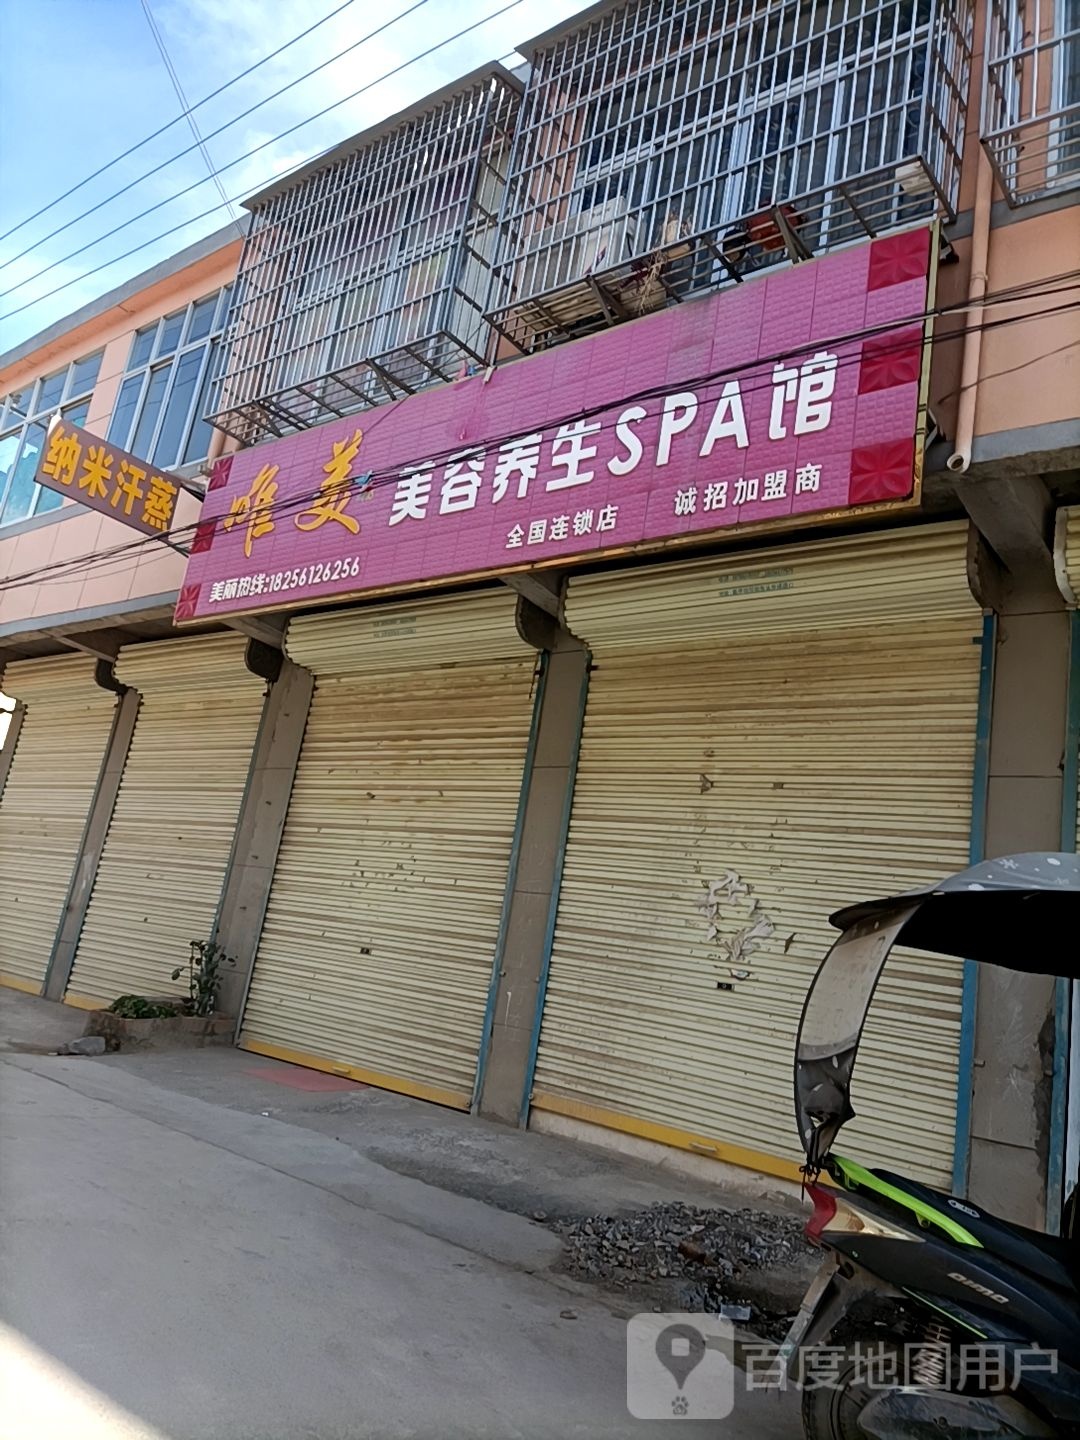 纳米汗蒸
唯美 美容养生SPA馆
美丽热线:18256126256
全国连锁店 诚招加盟商
百度地图用户